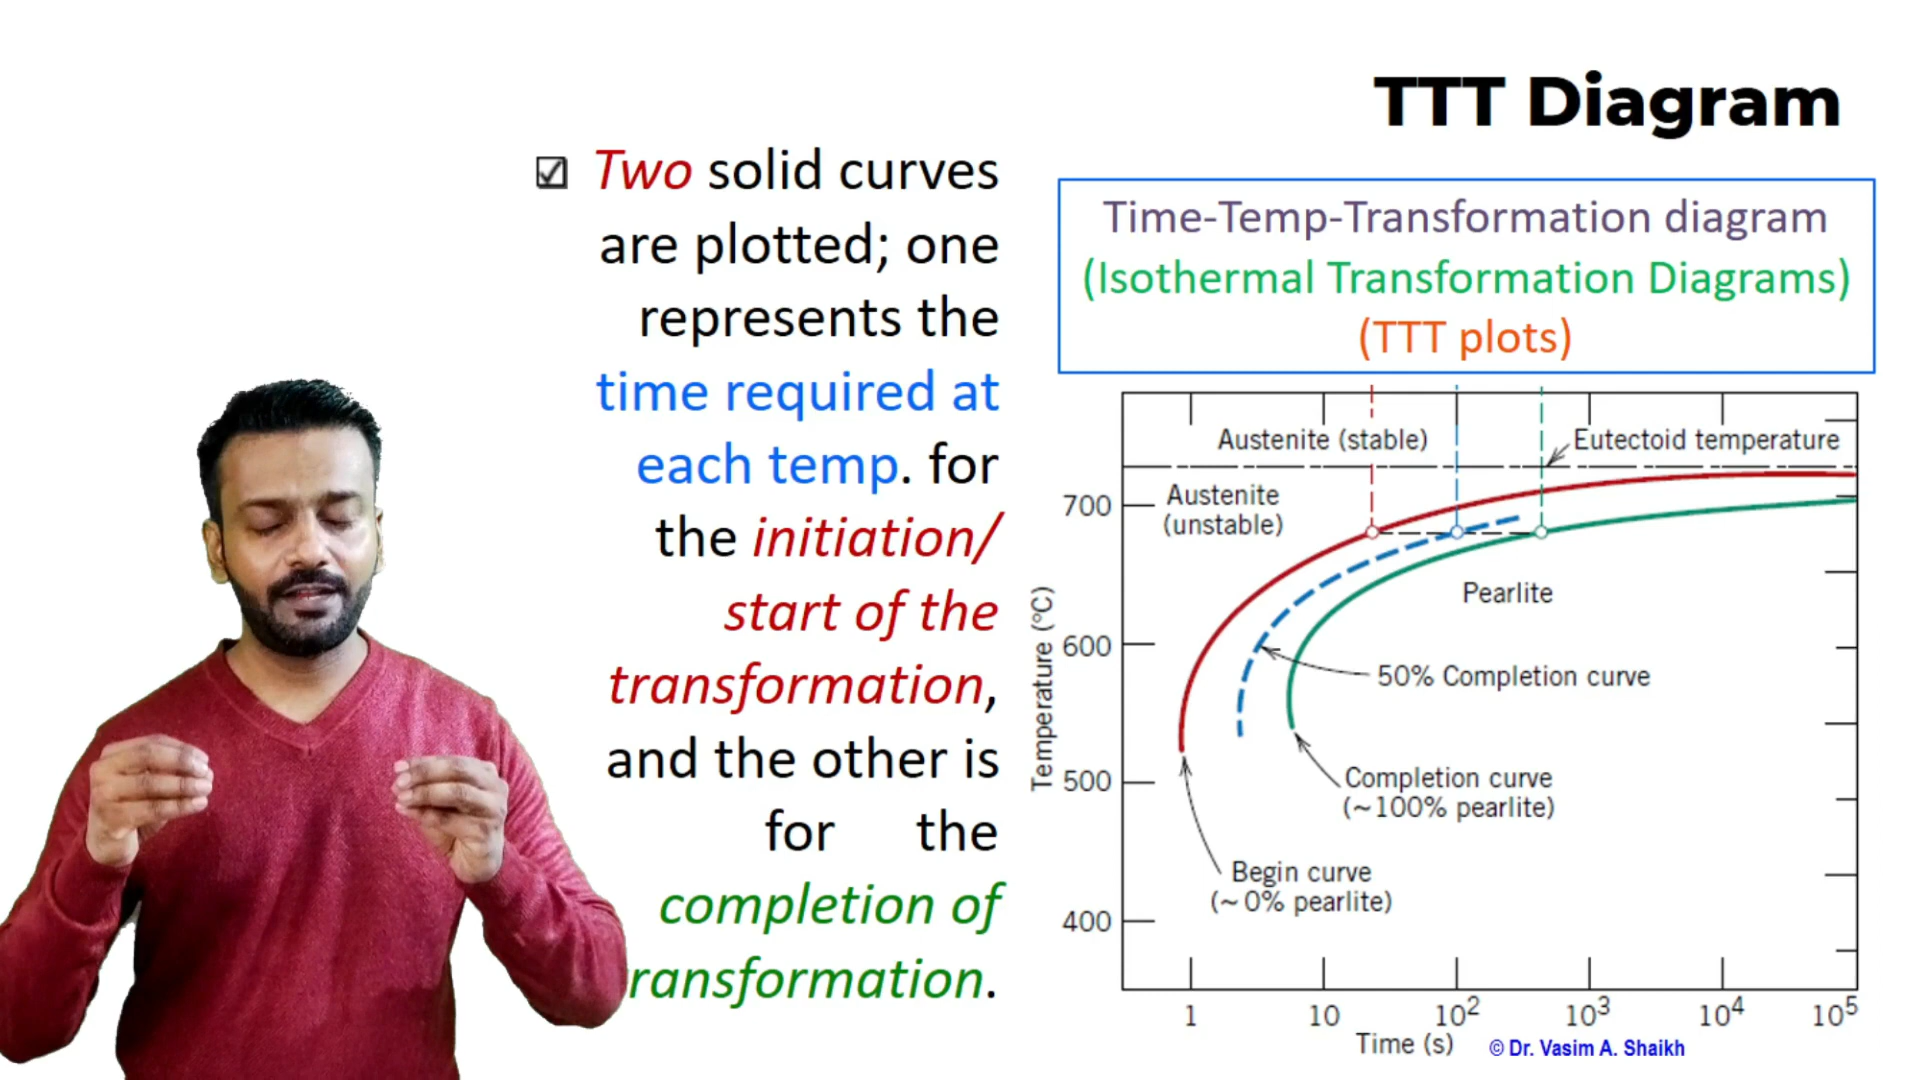 TTT Diagram
Two solid curves
are plotted; one
represents the
time required at
each temp. for
the initiation/
start of the
transformation,
and the other is
for the
completion of
ransformation.
Time-Temp-Transformation diagram
(Isothermal Transformation Diagrams)
(TTT plots)
Austenite (stable)
Eutectoid temperature
Austenite
(unstable)
Pearlite
50% Completion curve
Completion curve
(~100% pearlite)
Begin curve
(~0% pearlite)
Temperature (°C)
700
600
500
400
1 10 10² 10³ 10⁴ 10⁵
Time (s)
© Dr. Vasim A. Shaikh